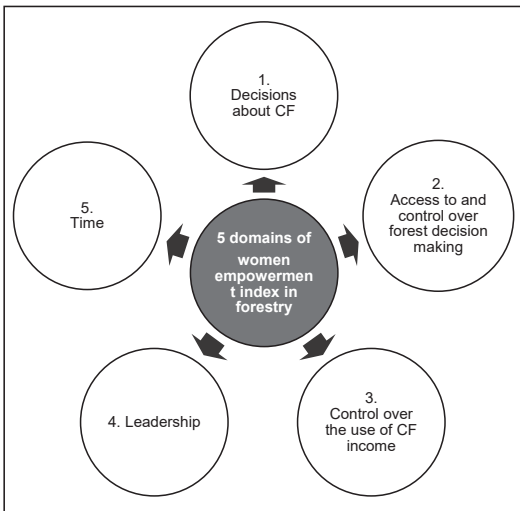 1.
Decisions
about CF
2.
Access to and
control over
forest decision
making
3.
Control over
the use of CF
income
4. Leadership
5.
Time
5 domains of
women
empowermen
t index in
forestry